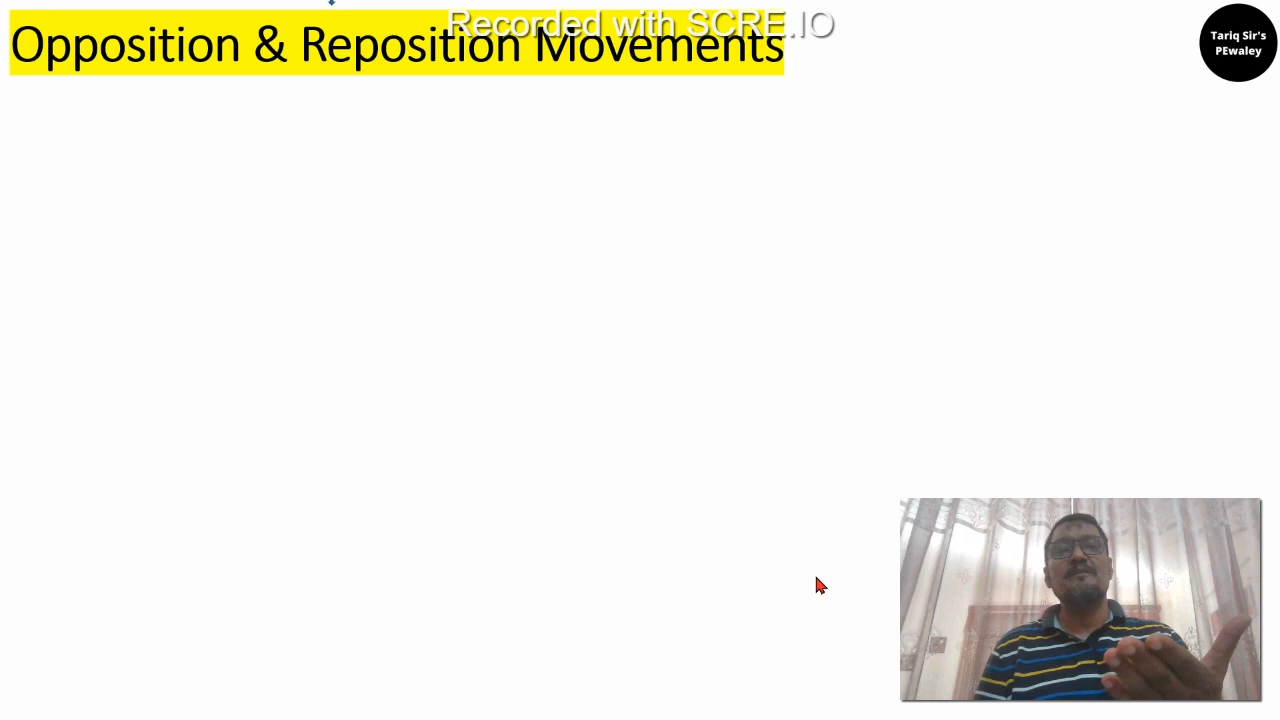 Recorded with SCRE.IO
Opposition & Reposition Movements
Tariq Sir's
PEwaley